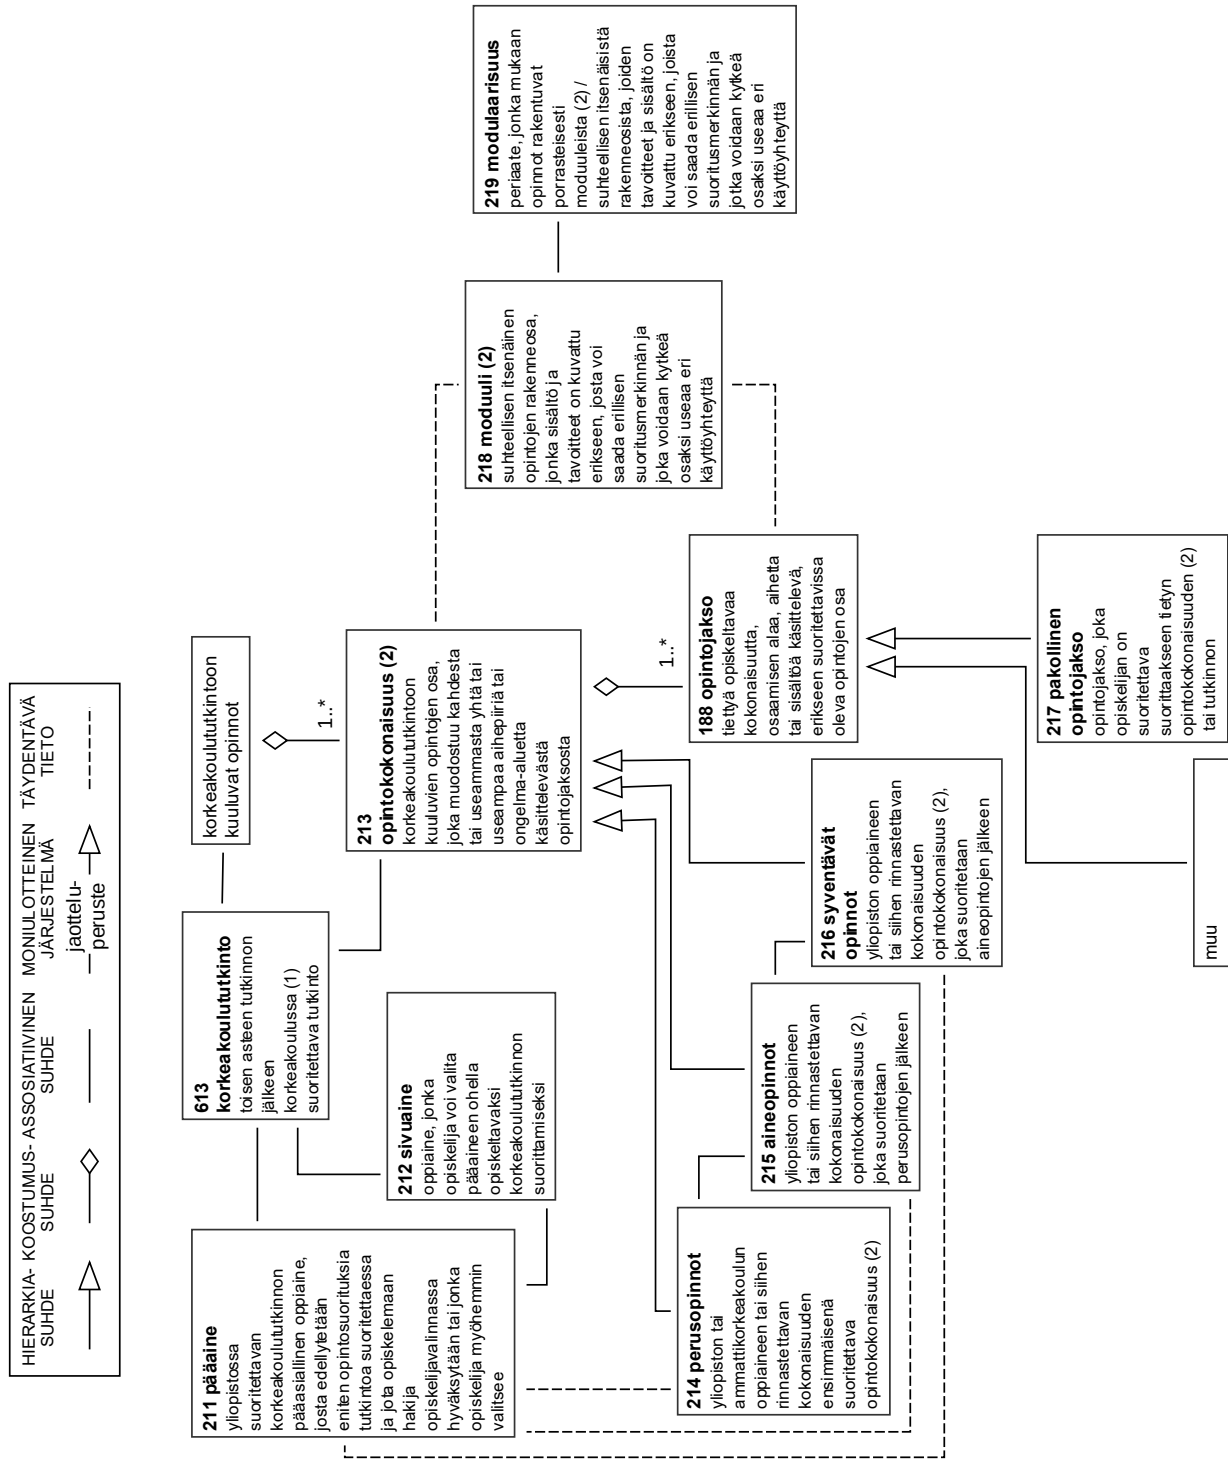 HIERARKIA-
SUHDE
KOOSTUMUS-
SUHDE
ASSOSIATIIVINEN
SUHDE
MONIULOTTEINEN
JÄRJESTELMÄ
jaottelu-
peruste
TÄYDENTÄVÄ
TIETO
211 pääaine
yliopistossa
suoritettavan
korkeakoulututkinnon
pääasiallinen oppiaine,
josta edellytetään
eniten opintosuorituksia
tutkintoa suoritettaessa
ja jota opiskelemaan
hakija
opiskelijavalinnassa
hyväksytään tai jonka
opiskelija myöhemmin
valitsee
613
korkeakoulututkinto
toisen asteen tutkinnon
jälkeen
korkeakoulussa (1)
suoritettava tutkinto
korkeakoulututkintoon
kuuluvat opinnot
1..*
212 sivuaine
oppiaine, jonka
opiskelija voi valita
pääaineen ohella
opiskeltavaksi
korkeakoulututkinnon
suorittamiseksi
213
opintokokonaisuus (2)
korkeakoulututkintoon
kuuluvien opintojen osa,
joka muodostuu kahdesta
tai useammasta yhtä tai
useampaa aihepiiriä tai
ongelma-aluetta
käsittelevästä
opintojaksosta
1..*
218 moduuli (2)
suhteellisen itsenäinen
opintojen rakenneosa,
jonka sisältö ja
tavoitteet on kuvattu
erikseen, josta voi
saada erillisen
suoritusmerkinnän ja
joka voidaan kytkeä
osaksi useaa eri
käyttöyhteyttä
219 modulaarisuus
periaate, jonka mukaan
opinnot rakentuvat
porrasteisesti
moduuleista (2) /
suhteellisen itsenäisistä
rakenneosista, joiden
tavoitteet ja sisältö on
kuvattu erikseen, joista
voi saada erillisen
suoritusmerkinnän ja
jotka voidaan kytkeä
osaksi useaa eri
käyttöyhteyttä
214 perusopinnot
yliopiston tai
ammattikorkeakoulun
oppiaineen tai siihen
rinnastettavan
kokonaisuuden
ensimmäisenä
suoritettava
opintokokonaisuus (2)
215 aineopinnot
yliopiston oppiaineen
tai siihen rinnastettavan
kokonaisuuden
opintokokonaisuus (2),
joka suoritetaan
perusopintojen jälkeen
216 syventävät
opinnot
yliopiston oppiaineen
tai siihen rinnastettavan
kokonaisuuden
opintokokonaisuus (2),
joka suoritetaan
aineopintojen jälkeen
188 opintojakso
tiettyä opiskeltavaa
kokonaisuutta,
osaamisen alaa, aihetta
tai sisältöä käsittelevä,
erikseen suoritettavissa
oleva opintojen osa
217 pakollinen
opintojakso
opintojakso, joka
opiskelijan on
suoritettava
suorittaakseen tietyn
opintokokonaisuuden (2)
tai tutkinnon
muu